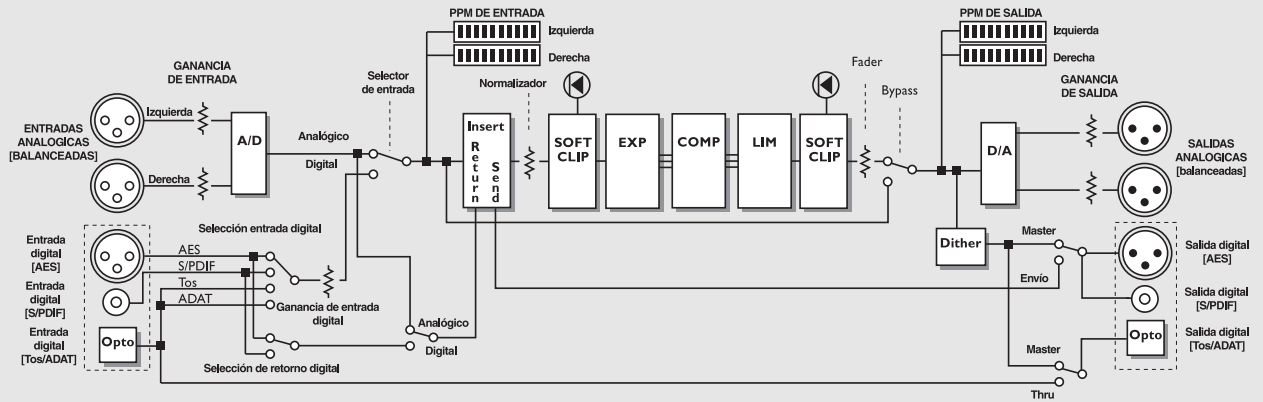 PPM DE ENTRADA
Izquierda
Derecha
PPM DE SALIDA
Izquierda
Derecha
GANANCIA
DE ENTRADA
Selector
de entrada
Normalizador
Fader
Bypass
GANANCIA
DE SALIDA
ENTRADAS
ANALOGICAS
[BALANCEADAS]
Izquierda
Derecha
A/D
Analógico
Digital
Insert
Return
Send
SOFT
CLIP
EXP
COMP
LIM
SOFT
CLIP
D/A
SALIDAS
ANALOGICAS
[balanceadas]
Selección entrada digital
Entrada
digital
[AES]
AES
S/PDIF
Tos
ADAT
Entrada
digital
[S/PDIF]
Ganancia de entrada
digital
Entrada
digital
[Tos/ADAT]
Opto
Analógico
Digital
Selección de retorno digital
Dither
Master
Envío
Salida digital
[AES]
Salida digital
[S/PDIF]
Master
Thru
Opto
Salida digital
[Tos/ADAT]